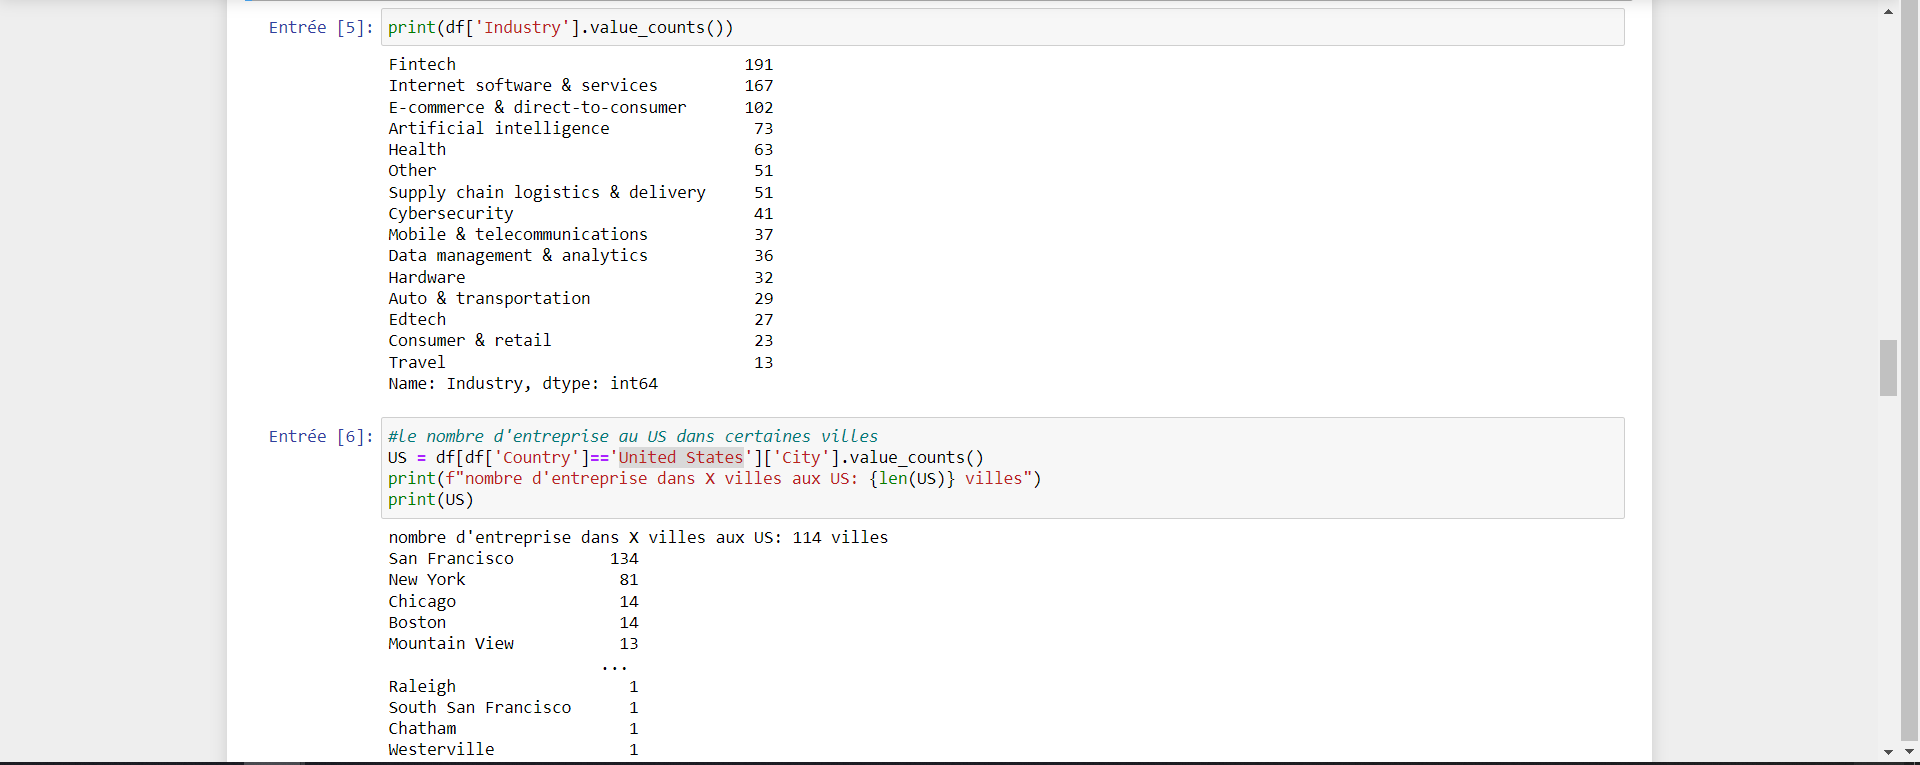 Entrée [5]: print(df['Industry'].value_counts())
Fintech 191
Internet software & services 167
E-commerce & direct-to-consumer 102
Artificial intelligence 73
Health 63
Other 51
Supply chain logistics & delivery 51
Cybersecurity 41
Mobile & telecommunications 37
Data management & analytics 36
Hardware 32
Auto & transportation 29
Edtech 27
Consumer & retail 23
Travel 13
Name: Industry, dtype: int64
Entrée [6]: #le nombre d'entreprise au US dans certaines villes
US = df[df['Country']=='United States']['City'].value_counts()
print(f"nombre d'entreprise dans X villes aux US: {len(US)} villes")
print(US)
nombre d'entreprise dans X villes aux US: 114 villes
San Francisco 134
New York 81
Chicago 14
Boston 14
Mountain View 13
...
Raleigh 1
South San Francisco 1
Chatham 1
Westerville 1